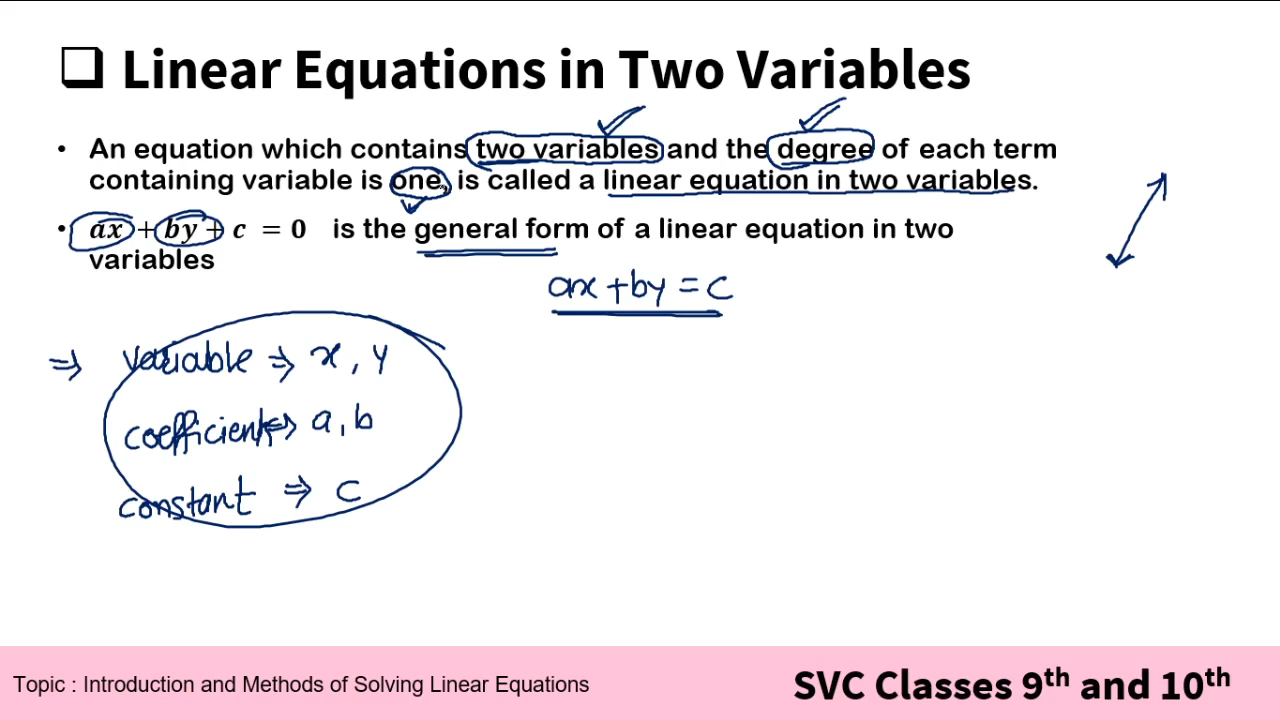 ❑ Linear Equations in Two Variables
• An equation which contains two variables and the degree of each term
containing variable is one, is called a linear equation in two variables.
• ax + by + c = 0 is the general form of a linear equation in two
variables
ax + by = c
⇒ variable ⇒ x, y
coefficient ⇒ a, b
constant ⇒ c
Topic : Introduction and Methods of Solving Linear Equations
SVC Classes 9th and 10th